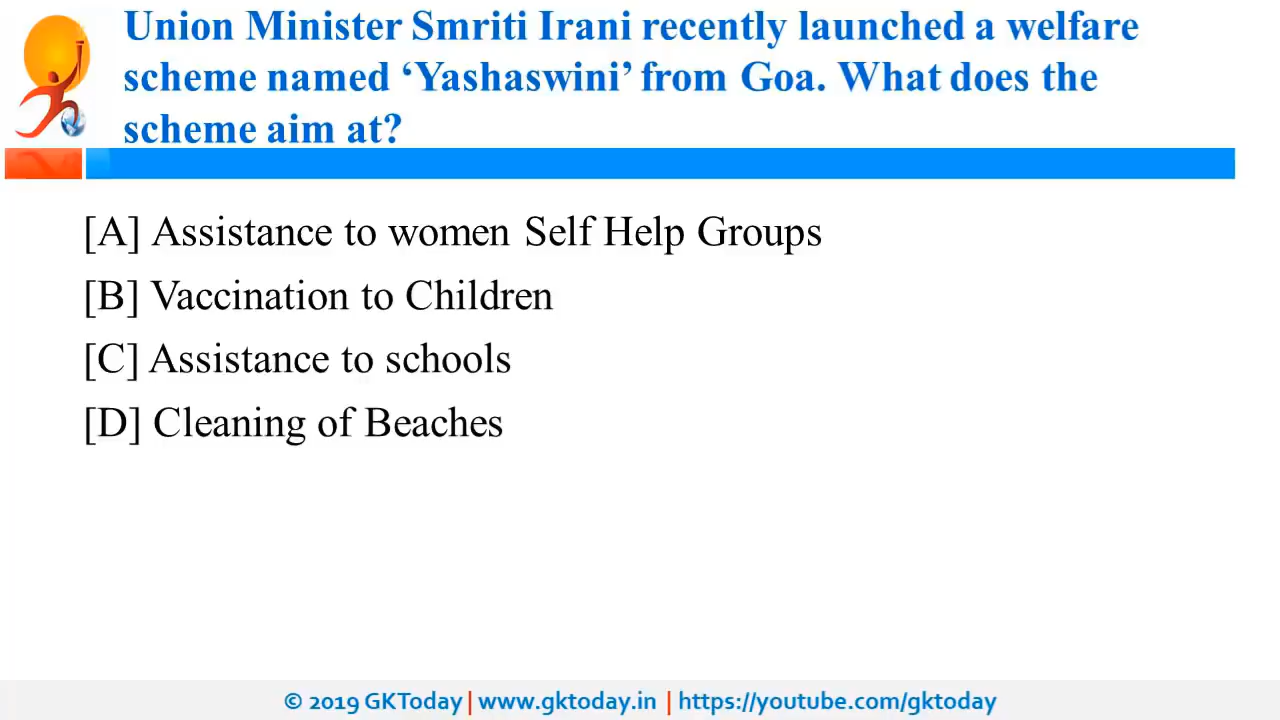 Union Minister Smriti Irani recently launched a welfare
scheme named ‘Yashaswini’ from Goa. What does the
scheme aim at?
[A] Assistance to women Self Help Groups
[B] Vaccination to Children
[C] Assistance to schools
[D] Cleaning of Beaches
© 2019 GKToday | www.gktoday.in | https://youtube.com/gktoday